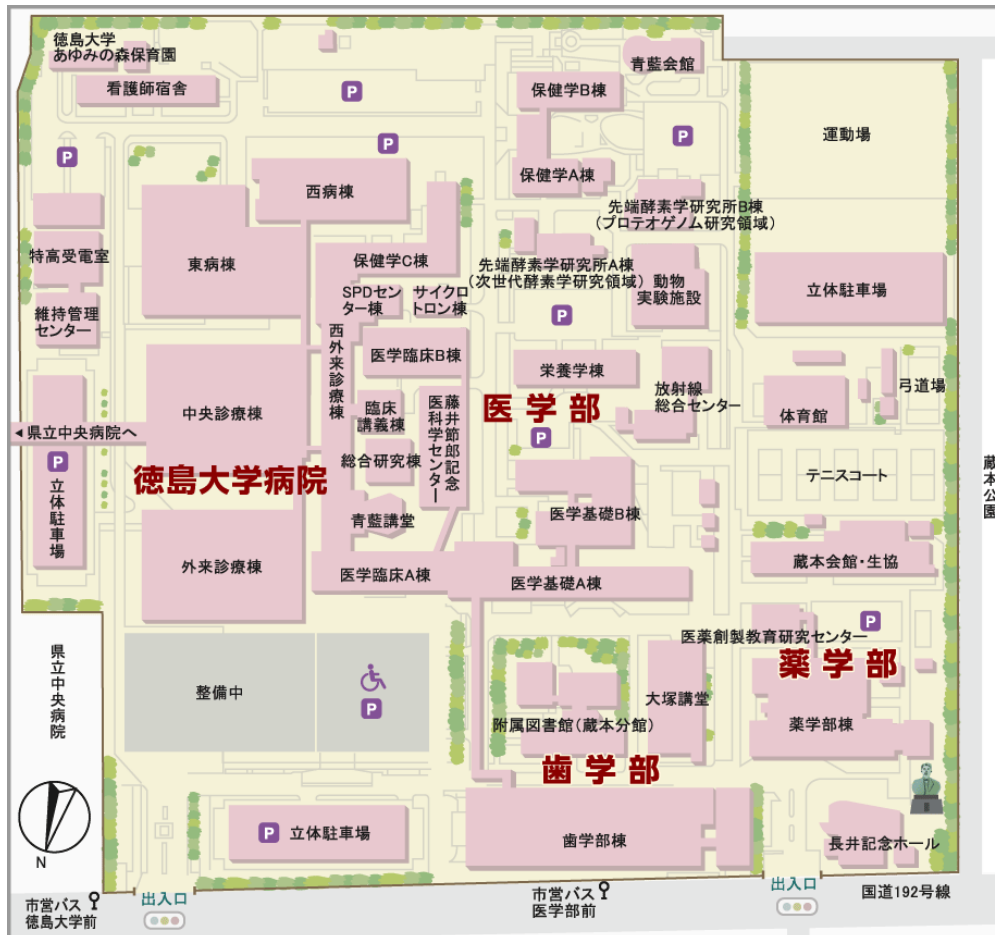 徳島大学
あゆみの森保育園
看護師宿舎
P
青藍会館
保健学B棟
P
P
P
運動場
西病棟
保健学A棟
先端酵素学研究所B棟
(プロテオゲノム研究領域)
特高受電室
東病棟
保健学C棟
先端酵素学研究所A棟
(次世代酵素学研究領域)
動物
実験施設
立体駐車場
維持管理
センター
SPDセン
ター棟
サイクロ
トロン棟
P
西外来診療棟
医学臨床B棟
栄養学棟
放射線
総合センター
弓道場
体育館
中央診療棟
臨床
講義棟
藤井節郎記念
医科学センター
医学部
P
県立中央病院へ
P
立体駐車場
徳島大学病院
総合研究棟
テニスコート
蔵本公園
青藍講堂
医学基礎B棟
外来診療棟
医学臨床A棟
医学基礎A棟
蔵本会館・生協
医薬創製教育研究センター
P
薬学部
県立中央病院
整備中
P
附属図書館(蔵本分館)
大塚講堂
薬学部棟
歯学部
N
P
立体駐車場
歯学部棟
長井記念ホール
市営バス
徳島大学前
出入口
市営バス
医学部前
出入口
国道192号線